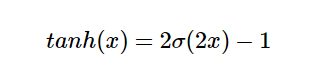 tanh(x) = 2σ(2x) − 1